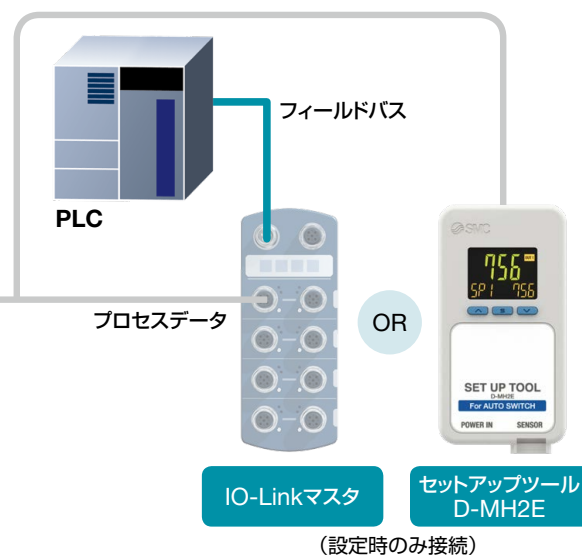 フィールドバス
PLC
プロセスデータ
OR
SMC
756
SP1 756
SET UP TOOL
D-MH2E
For AUTO SWITCH
POWER IN SENSOR
IO-Linkマスタ
セットアップツール
D-MH2E
（設定時のみ接続）